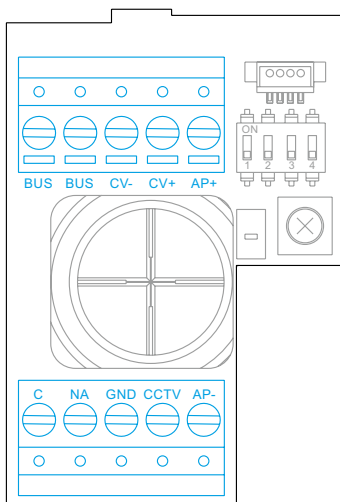 ON
1 2 3 4
BUS BUS CV- CV+ AP+
C NA GND CCTV AP-